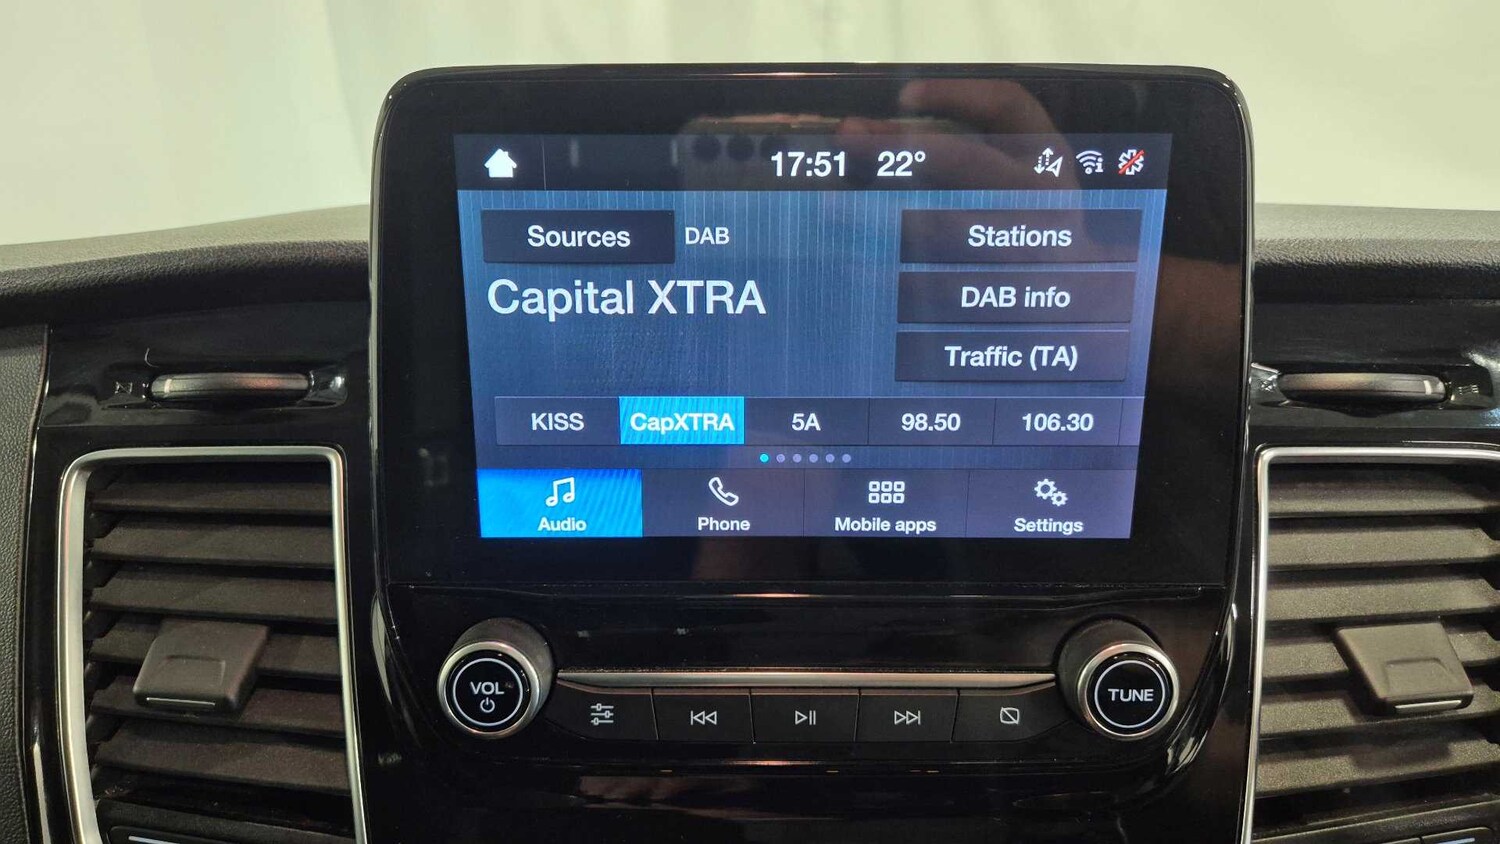 17:51 22°
Sources DAB Stations
Capital XTRA
DAB info
Traffic (TA)
KISS CapXTRA 5A 98.50 106.30
Audio Phone Mobile apps Settings
VOL
TUNE